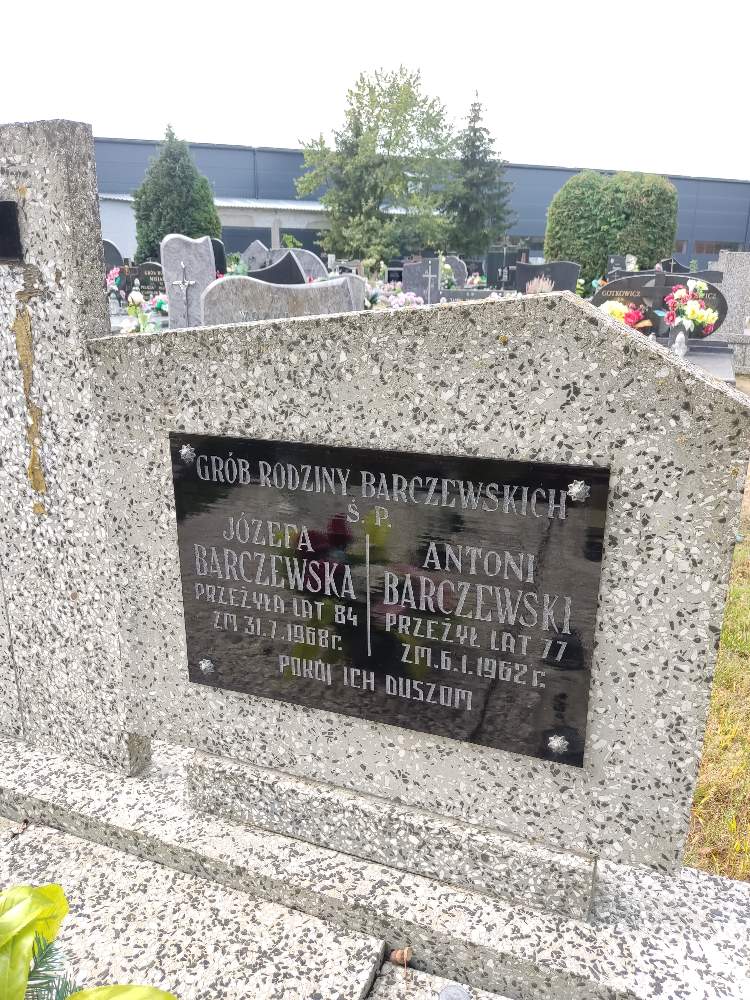 GRÓB RODZINY BARCZEWSKICH
Ś. P.
JÓZEFA
BARCZEWSKA
PRZEŻYŁA LAT 84
ZM 31.7.1968 r.
ANTONI
BARCZEWSKI
PRZEŻYŁ LAT 77
ZM. 6.1.1962 r.
POKÓJ ICH DUSZOM
GOTKOWICZ